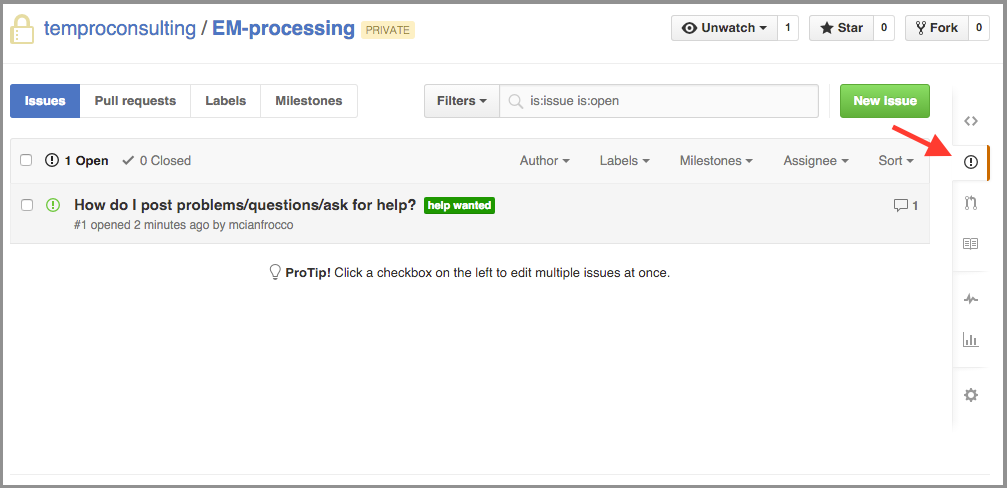 temproconsulting / EM-processing PRIVATE Unwatch 1 Star 0 Fork 0
Issues Pull requests Labels Milestones Filters is:issue is:open New issue
1 Open 0 Closed Author Labels Milestones Assignee Sort
How do I post problems/questions/ask for help? help wanted 1
#1 opened 2 minutes ago by mcianfrocco
ProTip! Click a checkbox on the left to edit multiple issues at once.